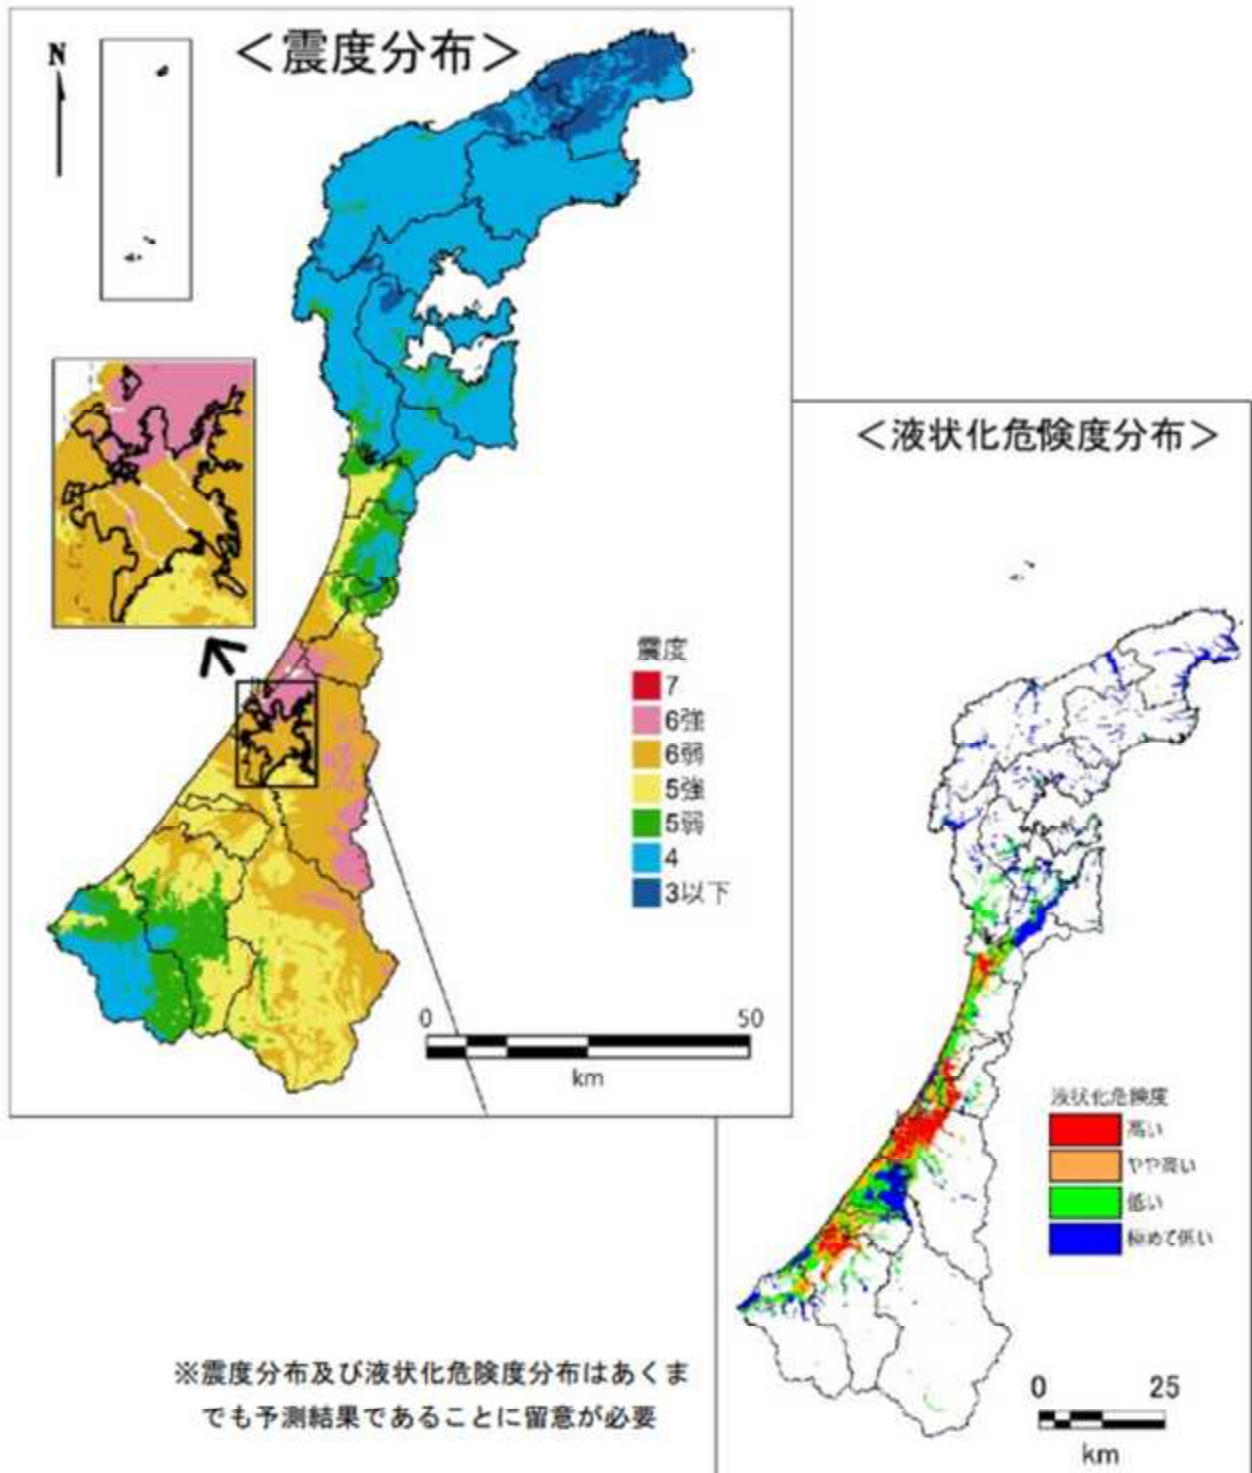 ＜震度分布＞
N
震度
7
6強
6弱
5強
5弱
4
3以下
0 50
km
＜液状化危険度分布＞
液状化危険度
高い
やや高い
低い
極めて低い
0 25
km
※震度分布及び液状化危険度分布はあくま
でも予測結果であることに留意が必要